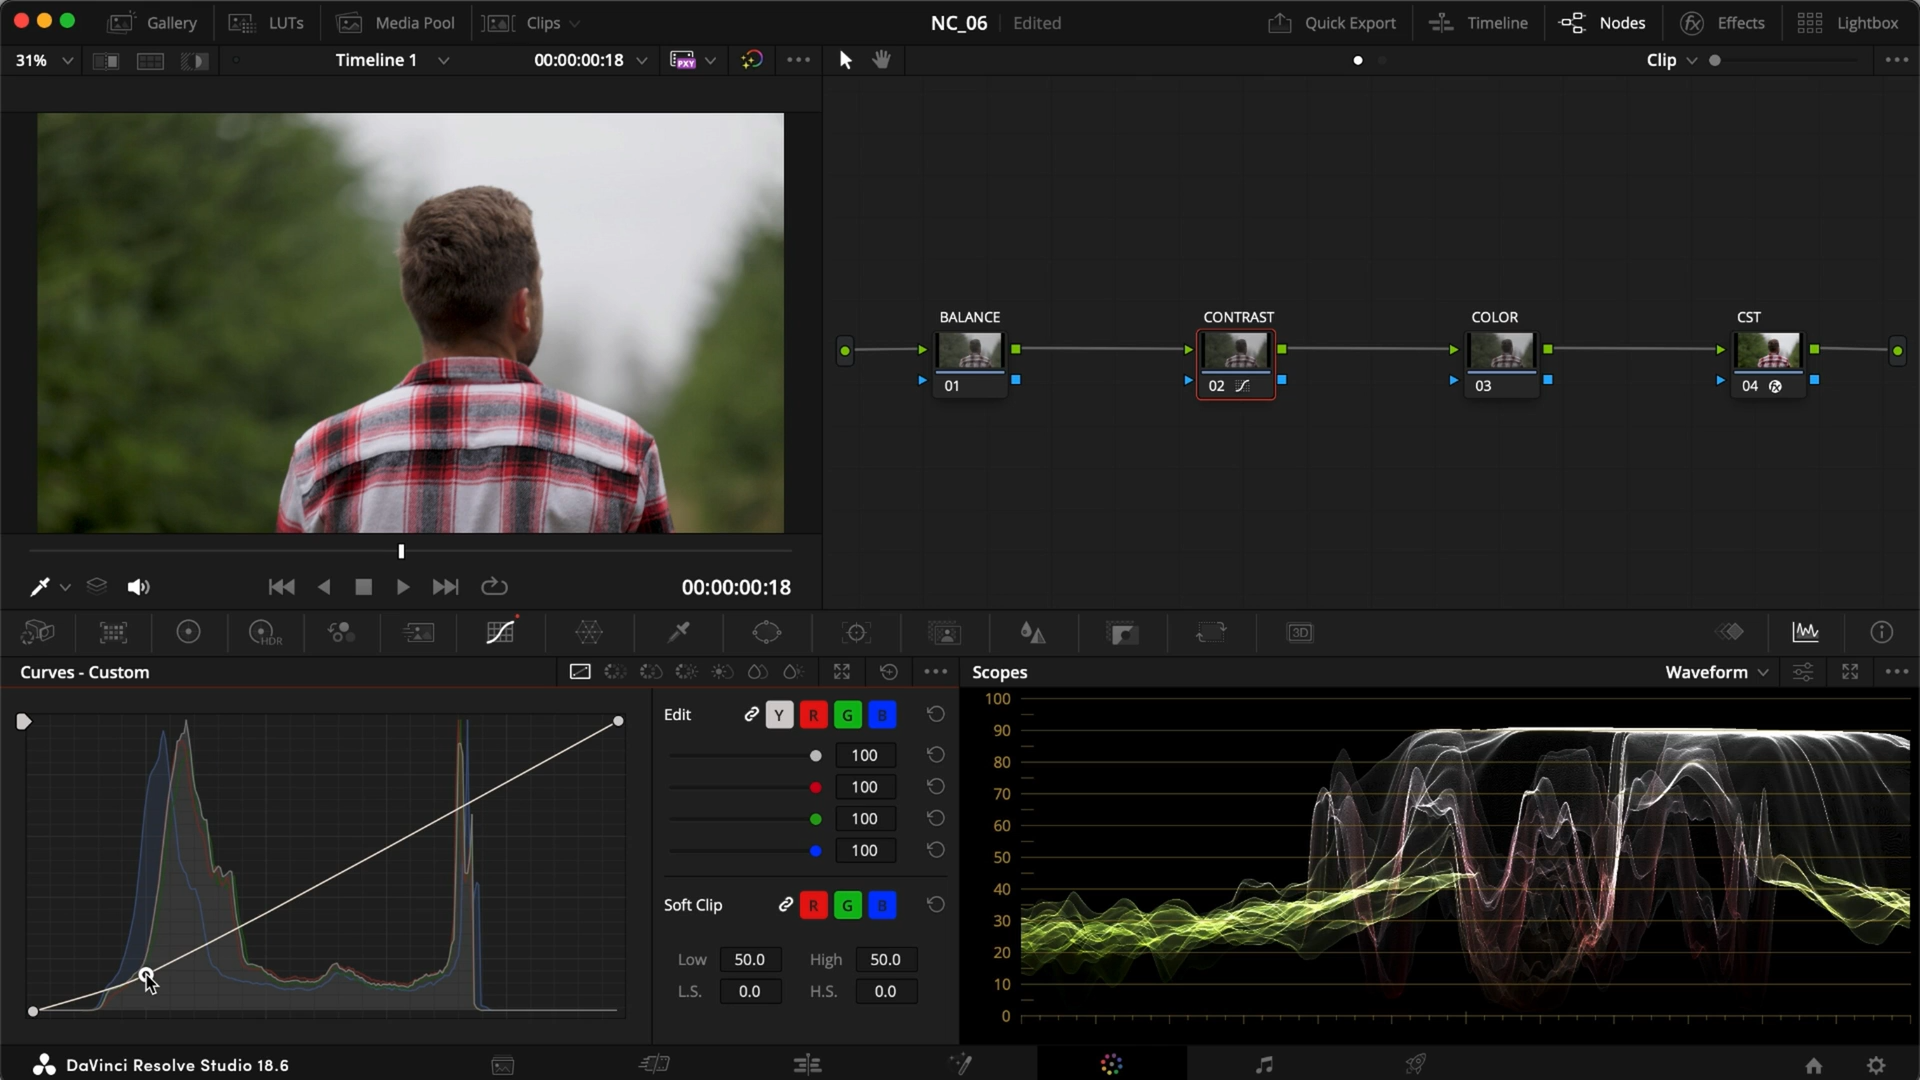 Gallery LUTs Media Pool Clips NC_06 Edited Quick Export Timeline Nodes Effects Lightbox
31% Timeline 1 00:00:00:18 PXY Clip
BALANCE CONTRAST COLOR CST
01 02 03 04
00:00:00:18
HDR 3D
Curves - Custom Scopes Waveform
Edit Y R G B
100
100
100
100
Soft Clip R G B
Low 50.0 High 50.0
L.S. 0.0 H.S. 0.0
100
90
80
70
60
50
40
30
20
10
0
DaVinci Resolve Studio 18.6